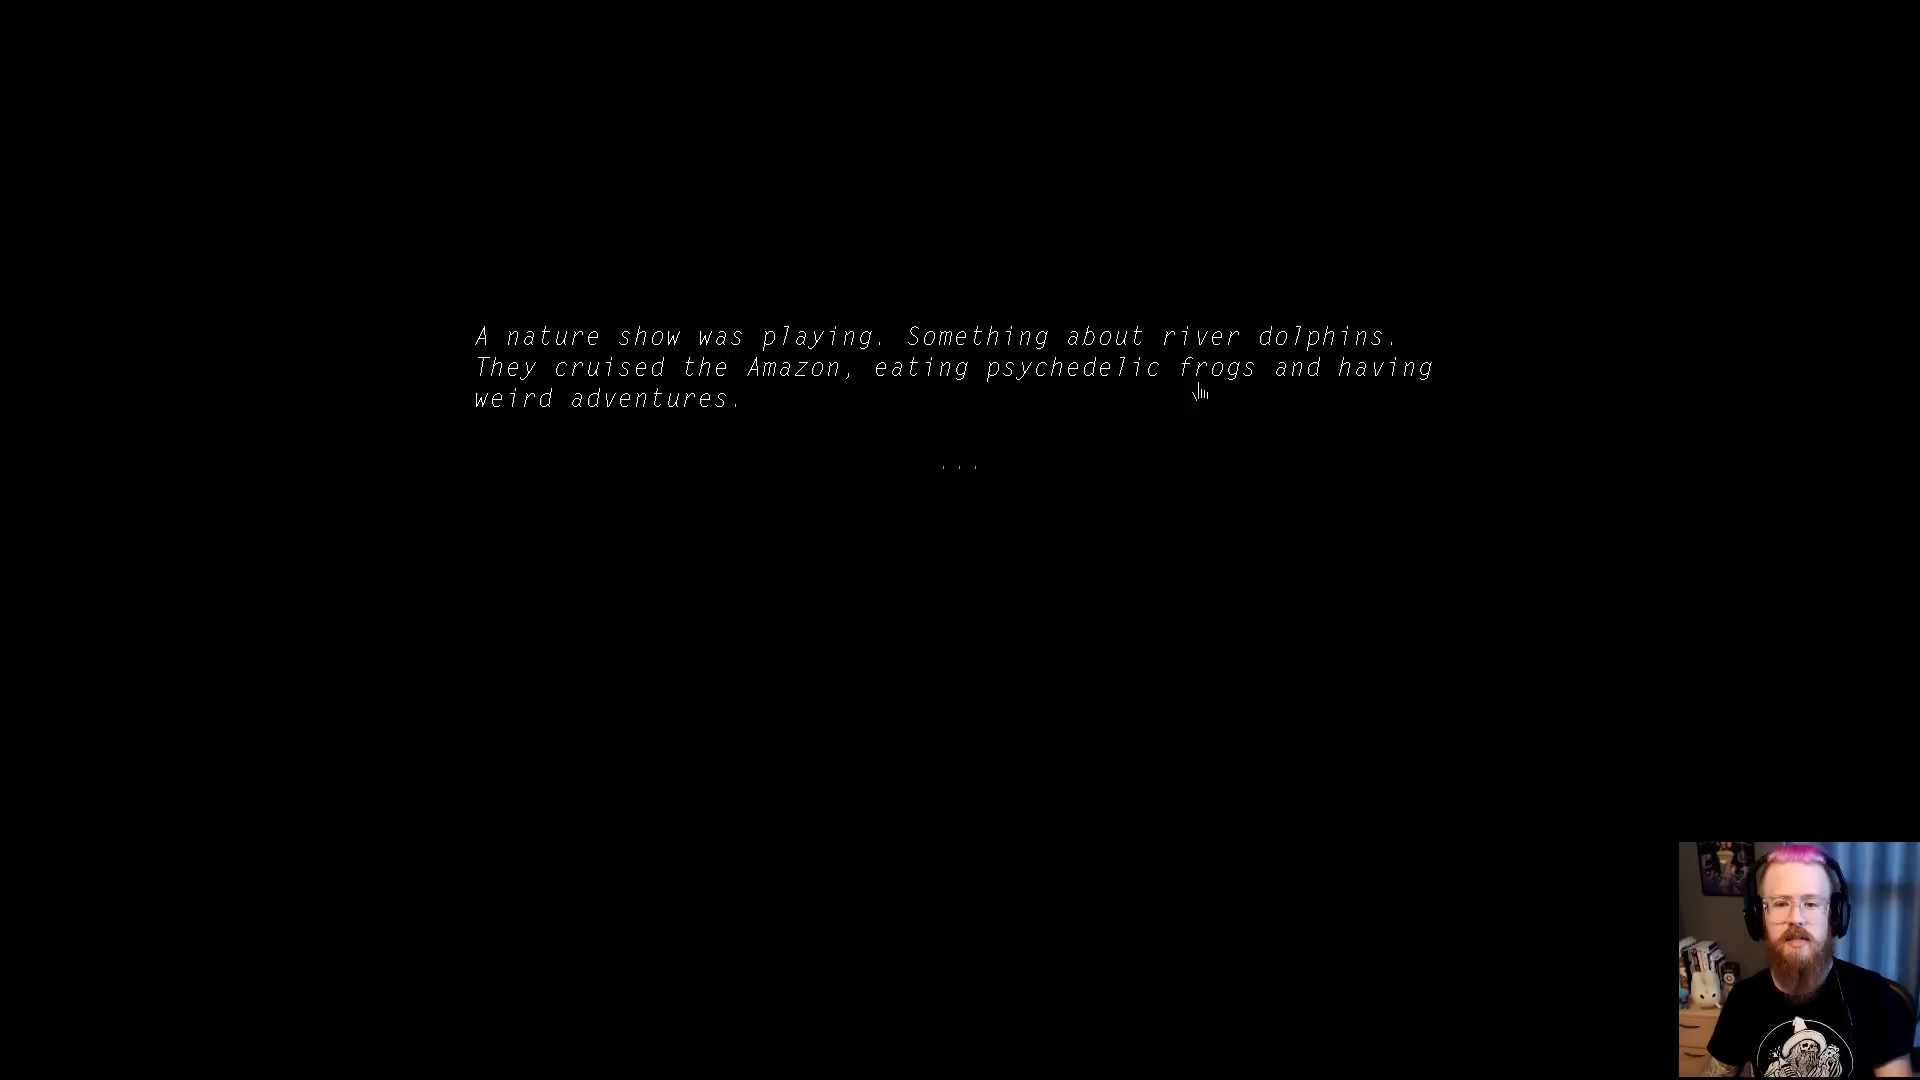 A nature show was playing. Something about river dolphins.
They cruised the Amazon, eating psychedelic frogs and having
weird adventures.
...